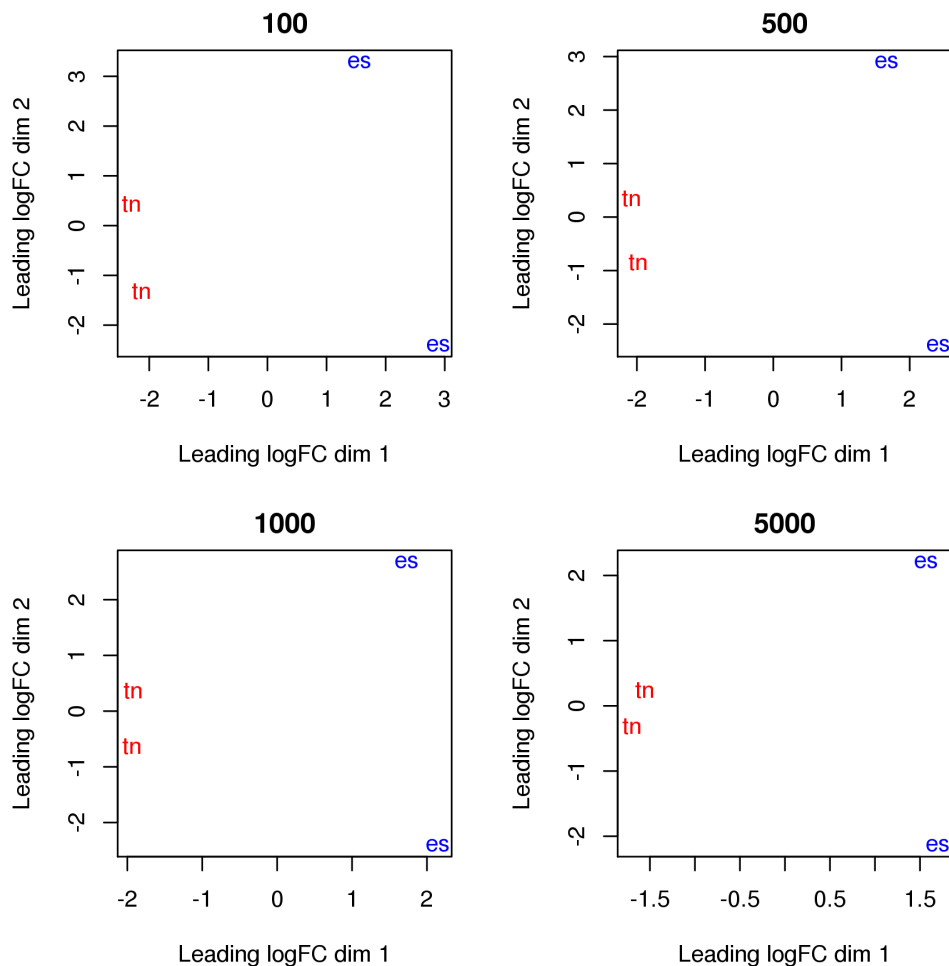 100
3
2
1
0
-1
-2
Leading logFC dim 2
es
tn
tn
es
-2 -1 0 1 2 3
Leading logFC dim 1
500
3
2
1
0
-1
-2
Leading logFC dim 2
es
tn
tn
es
-2 -1 0 1 2
Leading logFC dim 1
1000
2
1
0
-1
-2
Leading logFC dim 2
es
tn
tn
es
-2 -1 0 1 2
Leading logFC dim 1
5000
2
1
0
-1
-2
Leading logFC dim 2
es
tn
tn
es
-1.5 -0.5 0.5 1.5
Leading logFC dim 1